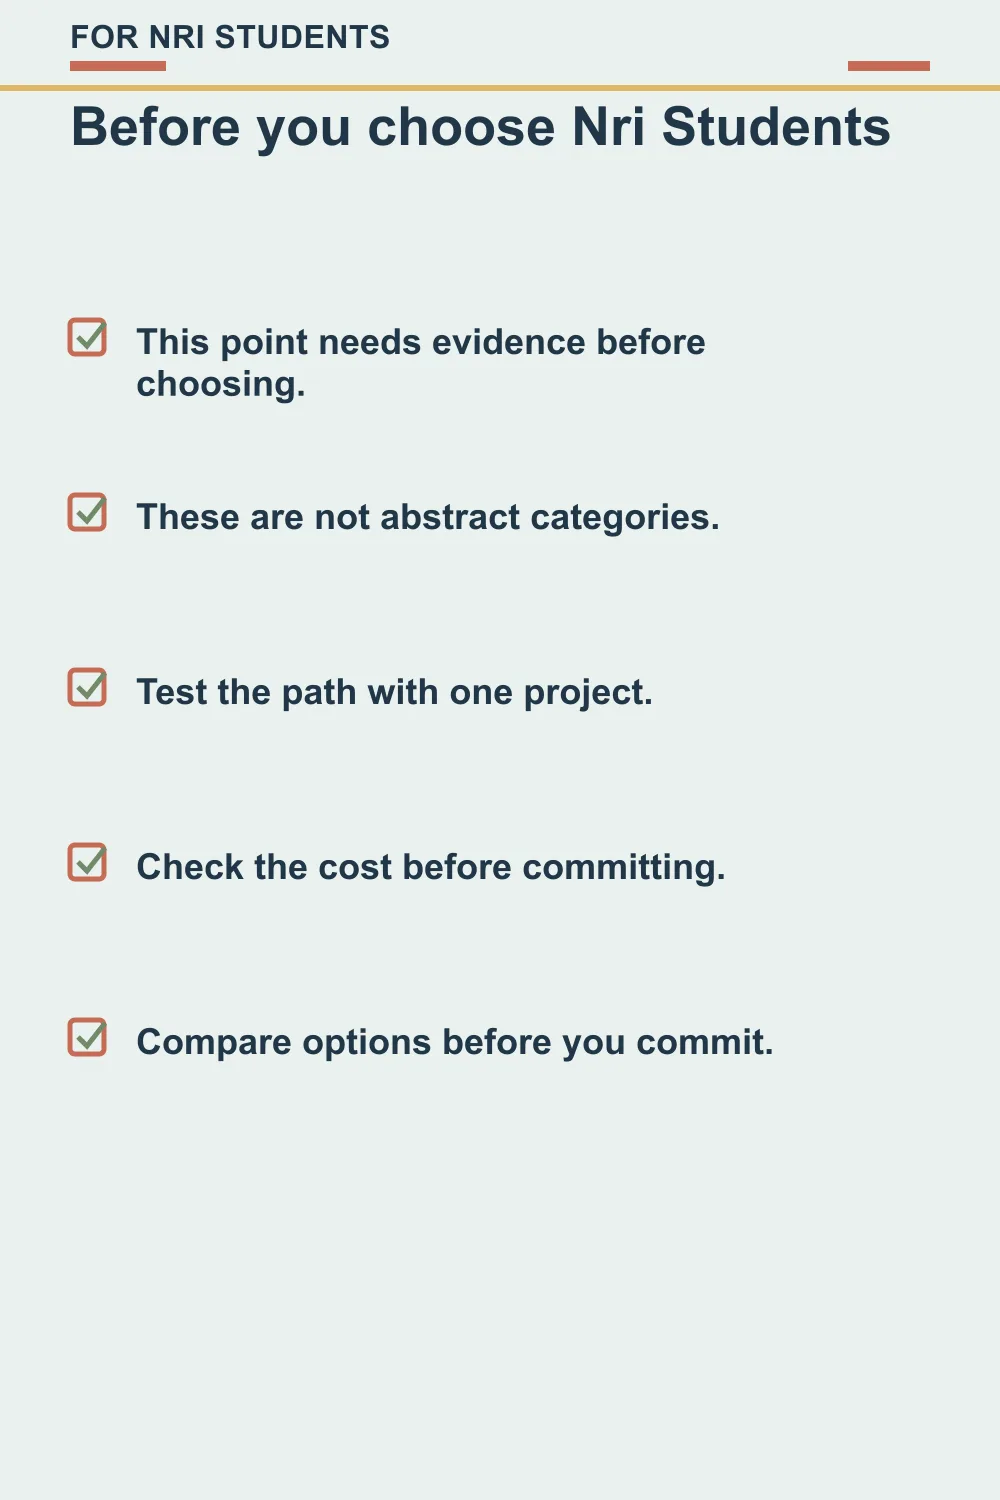 FOR NRI STUDENTS
Before you choose Nri Students
This point needs evidence before
choosing.
These are not abstract categories.
Test the path with one project.
Check the cost before committing.
Compare options before you commit.